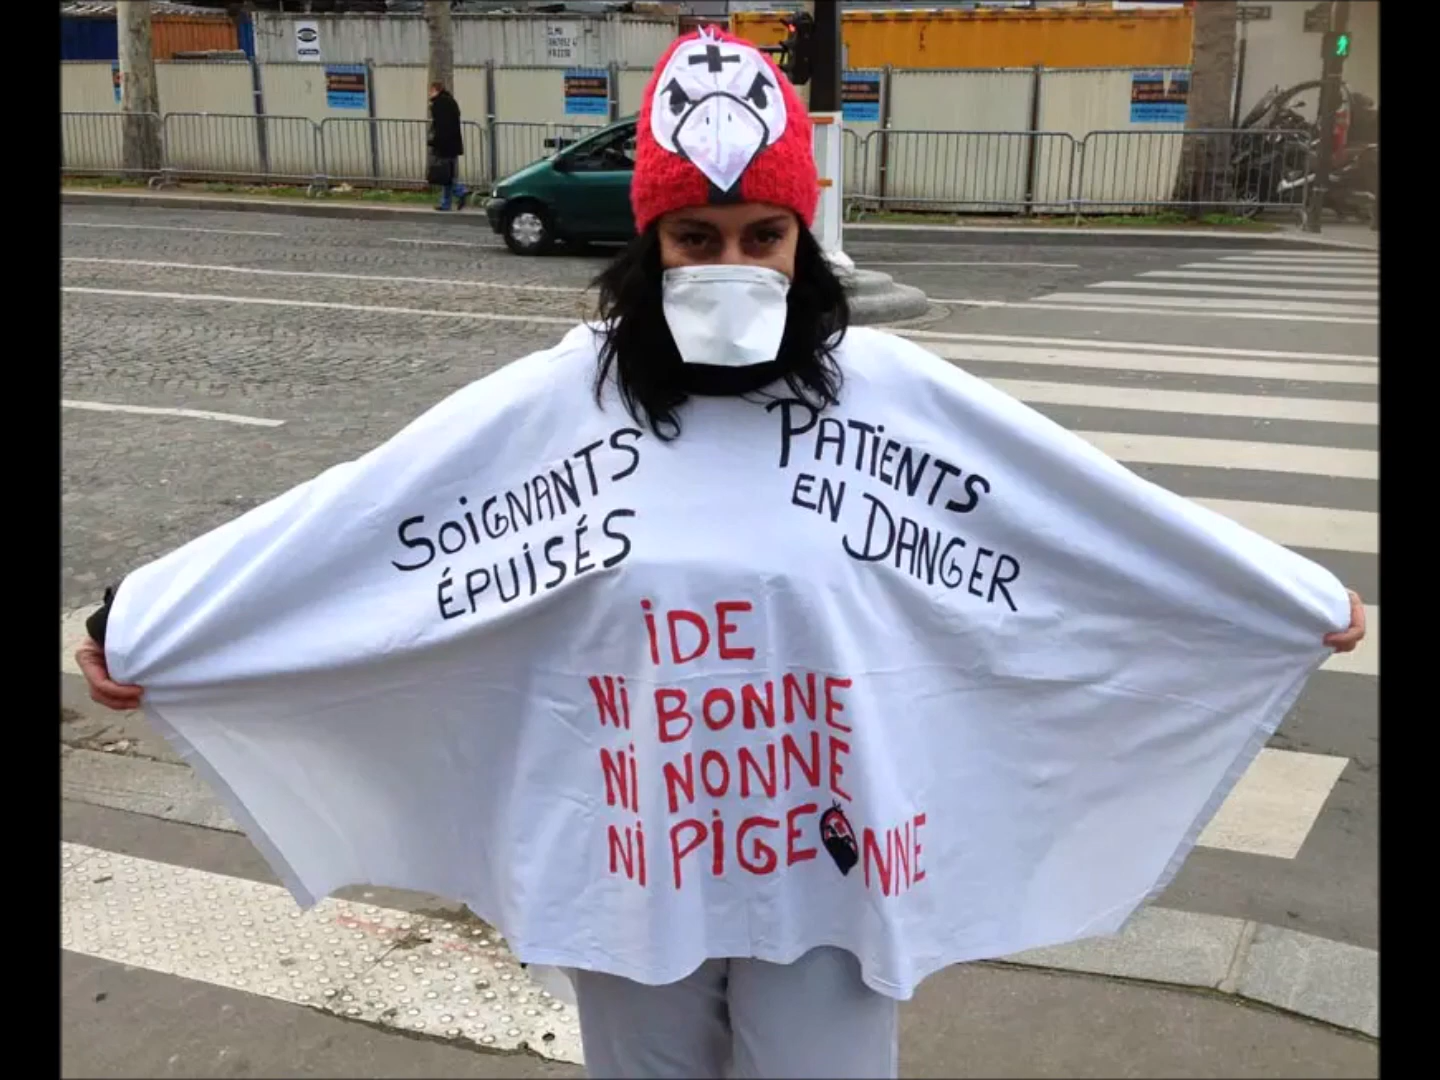 SOIGNANTS
ÉPUISÉS
PATIENTS
EN DANGER
IDE
NI BONNE
NI NONNE
NI PIGEONNE